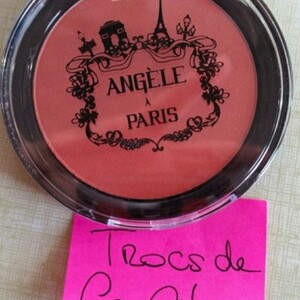 ANGÈLE
À
PARIS
TROCS de